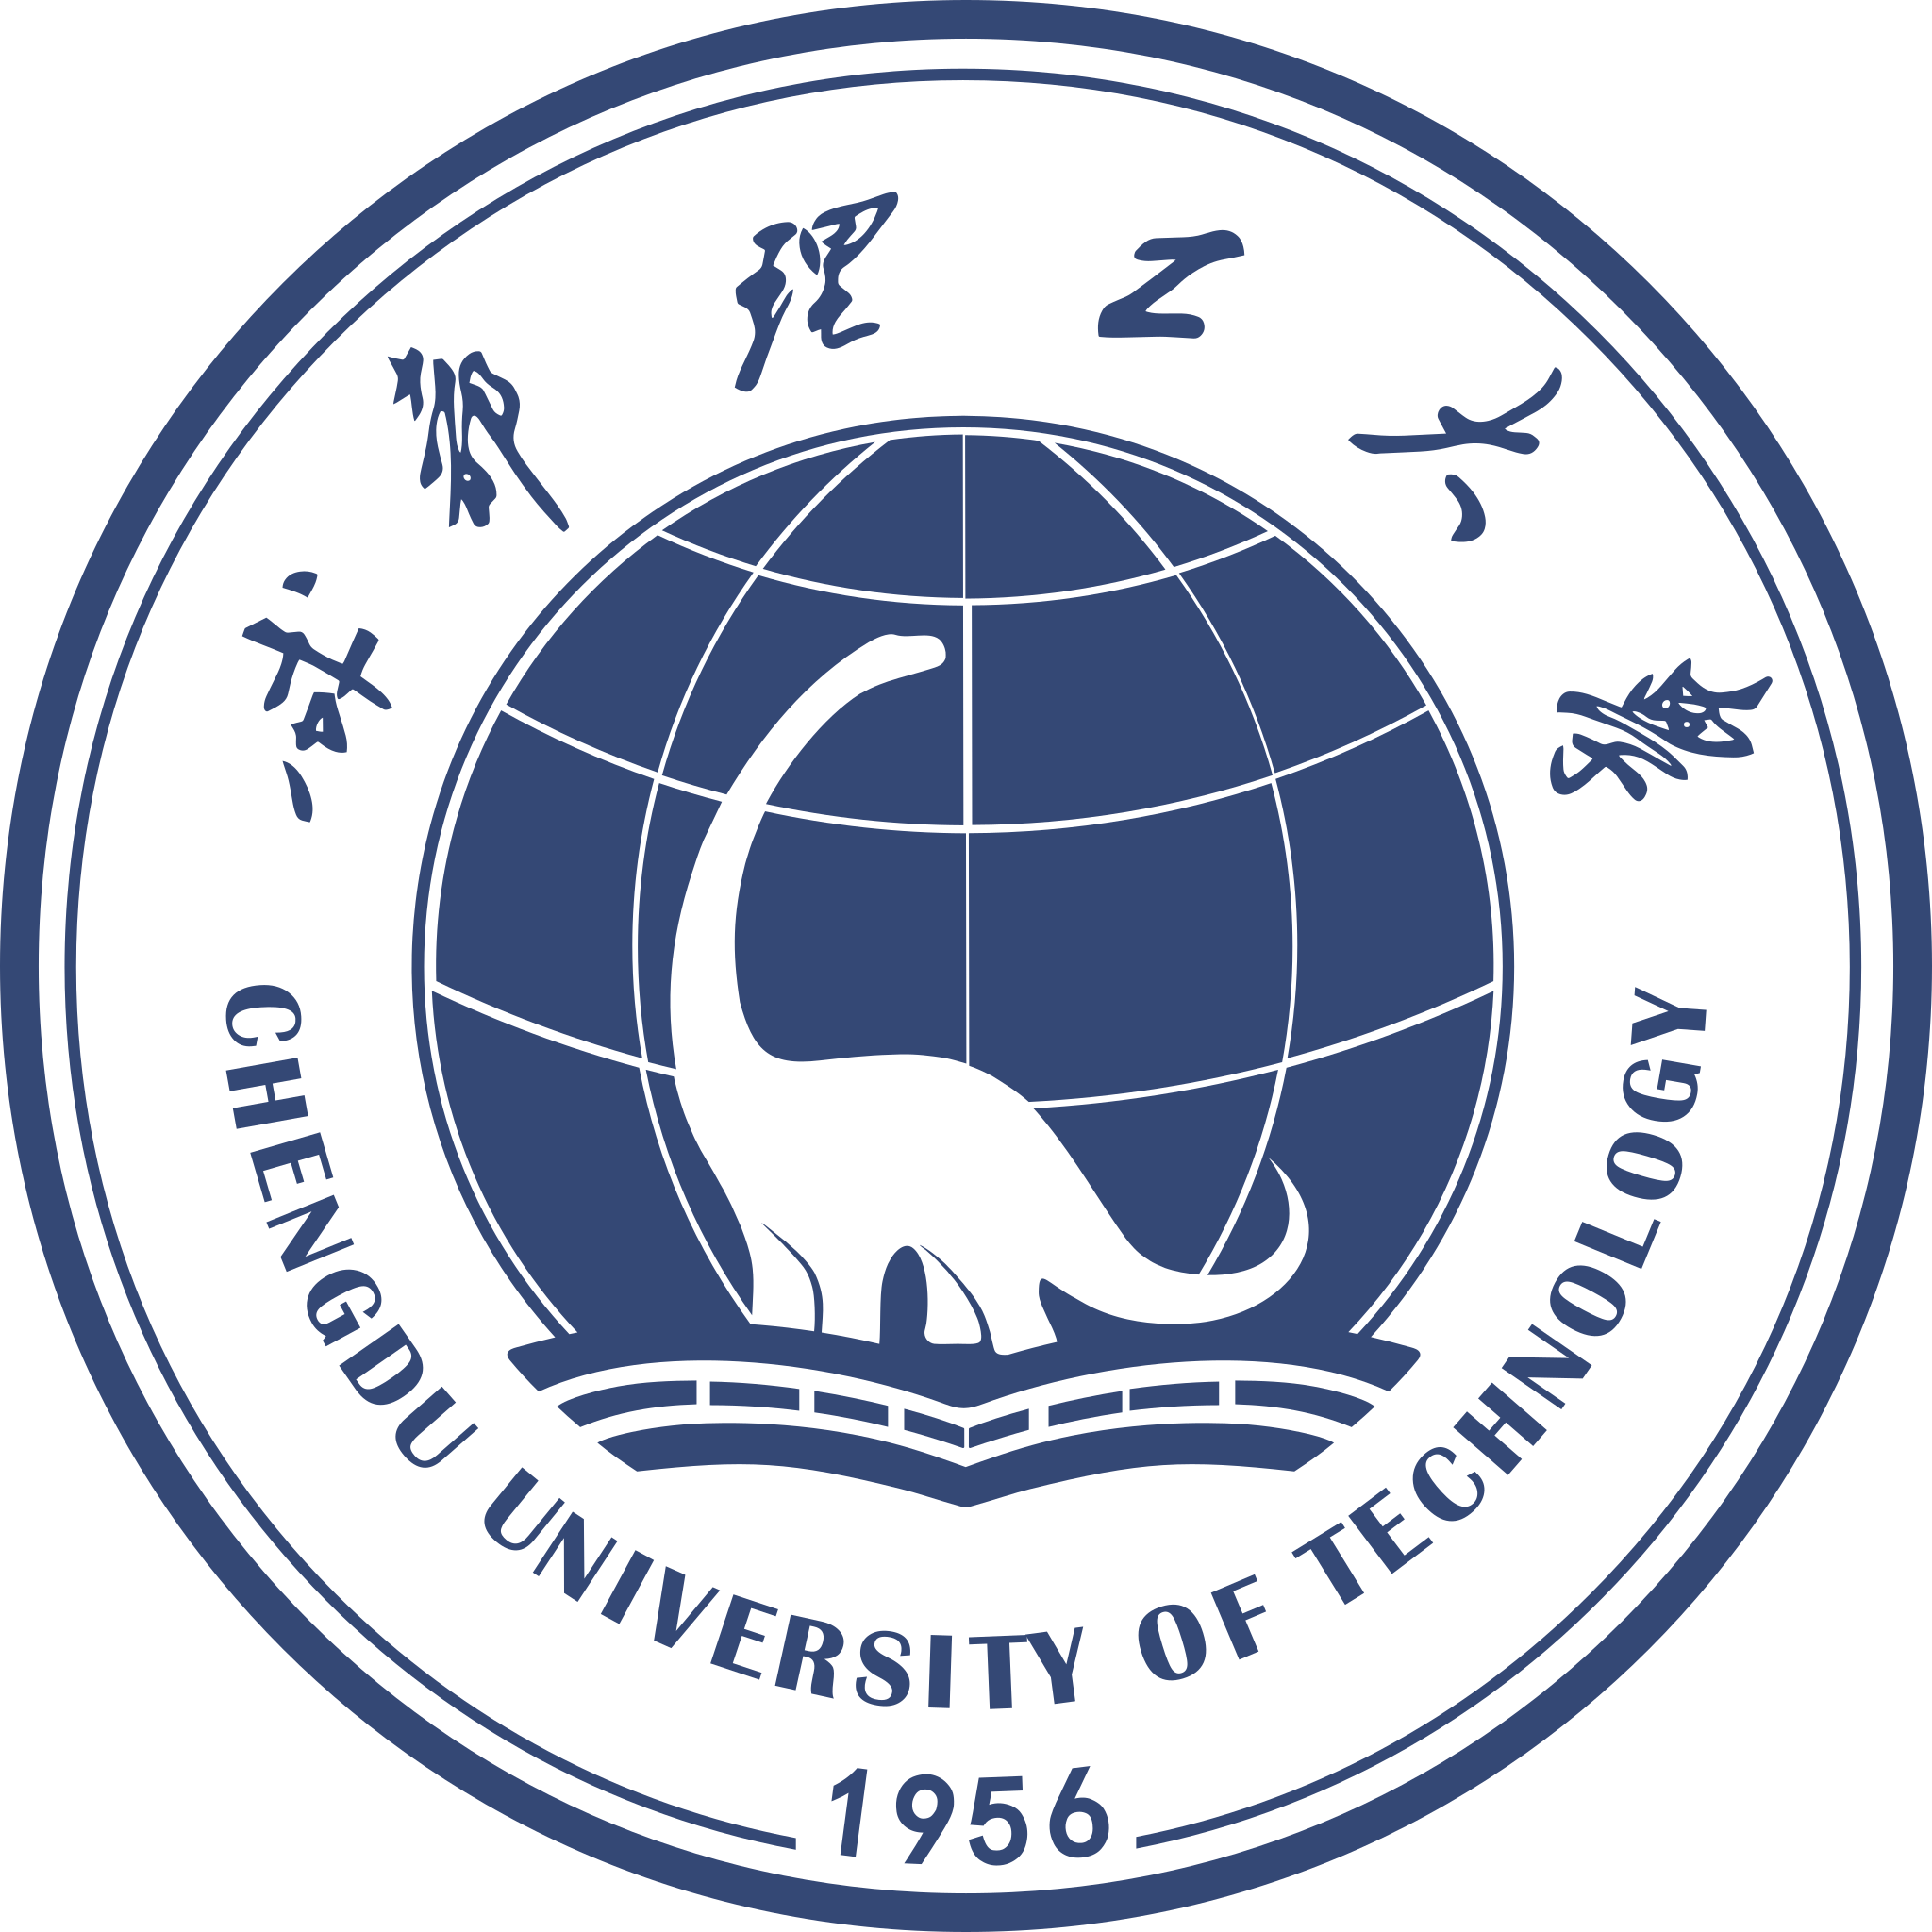 成都理工大学
CHENGDU UNIVERSITY OF TECHNOLOGY
1956